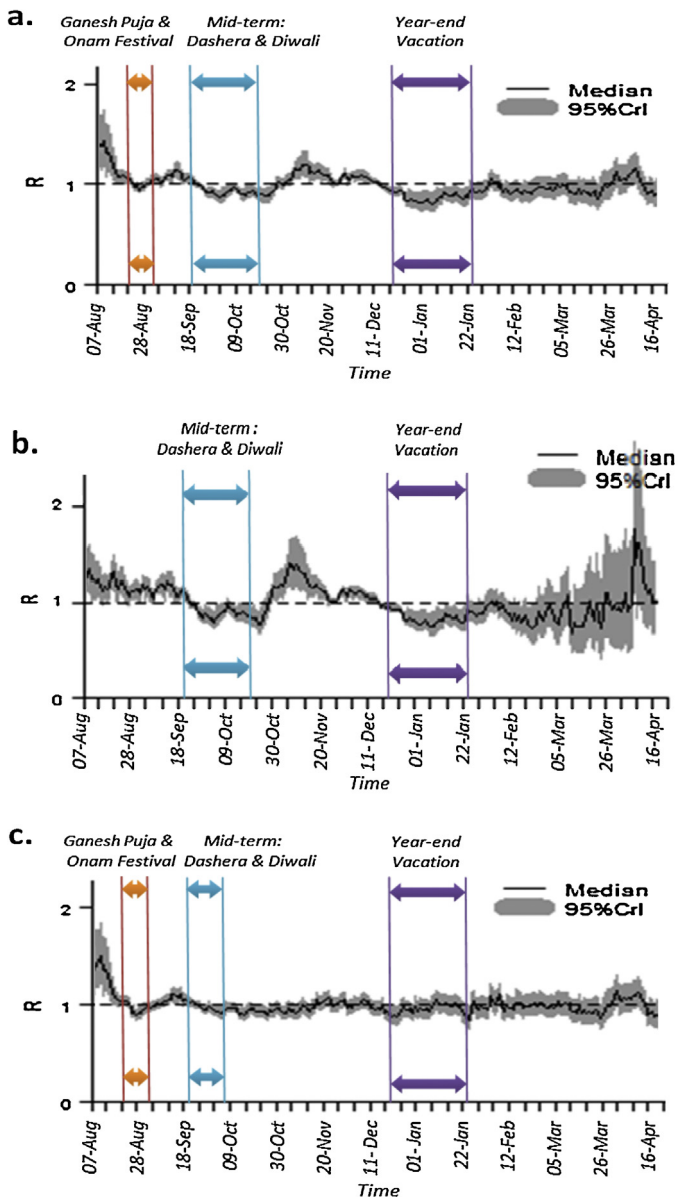 a.
Ganesh Puja &
Onam Festival
Mid-term:
Dashera & Diwali
Year-end
Vacation
Median
95%CrI
2
1
0
R
07-Aug
28-Aug
18-Sep
09-Oct
30-Oct
20-Nov
11- Dec
01- Jan
22-Jan
12-Feb
05-Mar
26-Mar
16-Apr
Time
b.
Mid-term :
Dashera & Diwali
Year-end
Vacation
Median
95%CrI
2
1
0
R
07-Aug
28-Aug
18-Sep
09-Oct
30-Oct
20-Nov
11- Dec
01- Jan
22-Jan
12-Feb
05-Mar
26-Mar
16-Apr
Time
c.
Ganesh Puja &
Onam Festival
Mid-term:
Dashera & Diwali
Year-end
Vacation
Median
95%CrI
2
1
0
R
07-Aug
28-Aug
18-Sep
09-Oct
30-Oct
20-Nov
11- Dec
01- Jan
22-Jan
12-Feb
05-Mar
26-Mar
16-Apr
Time